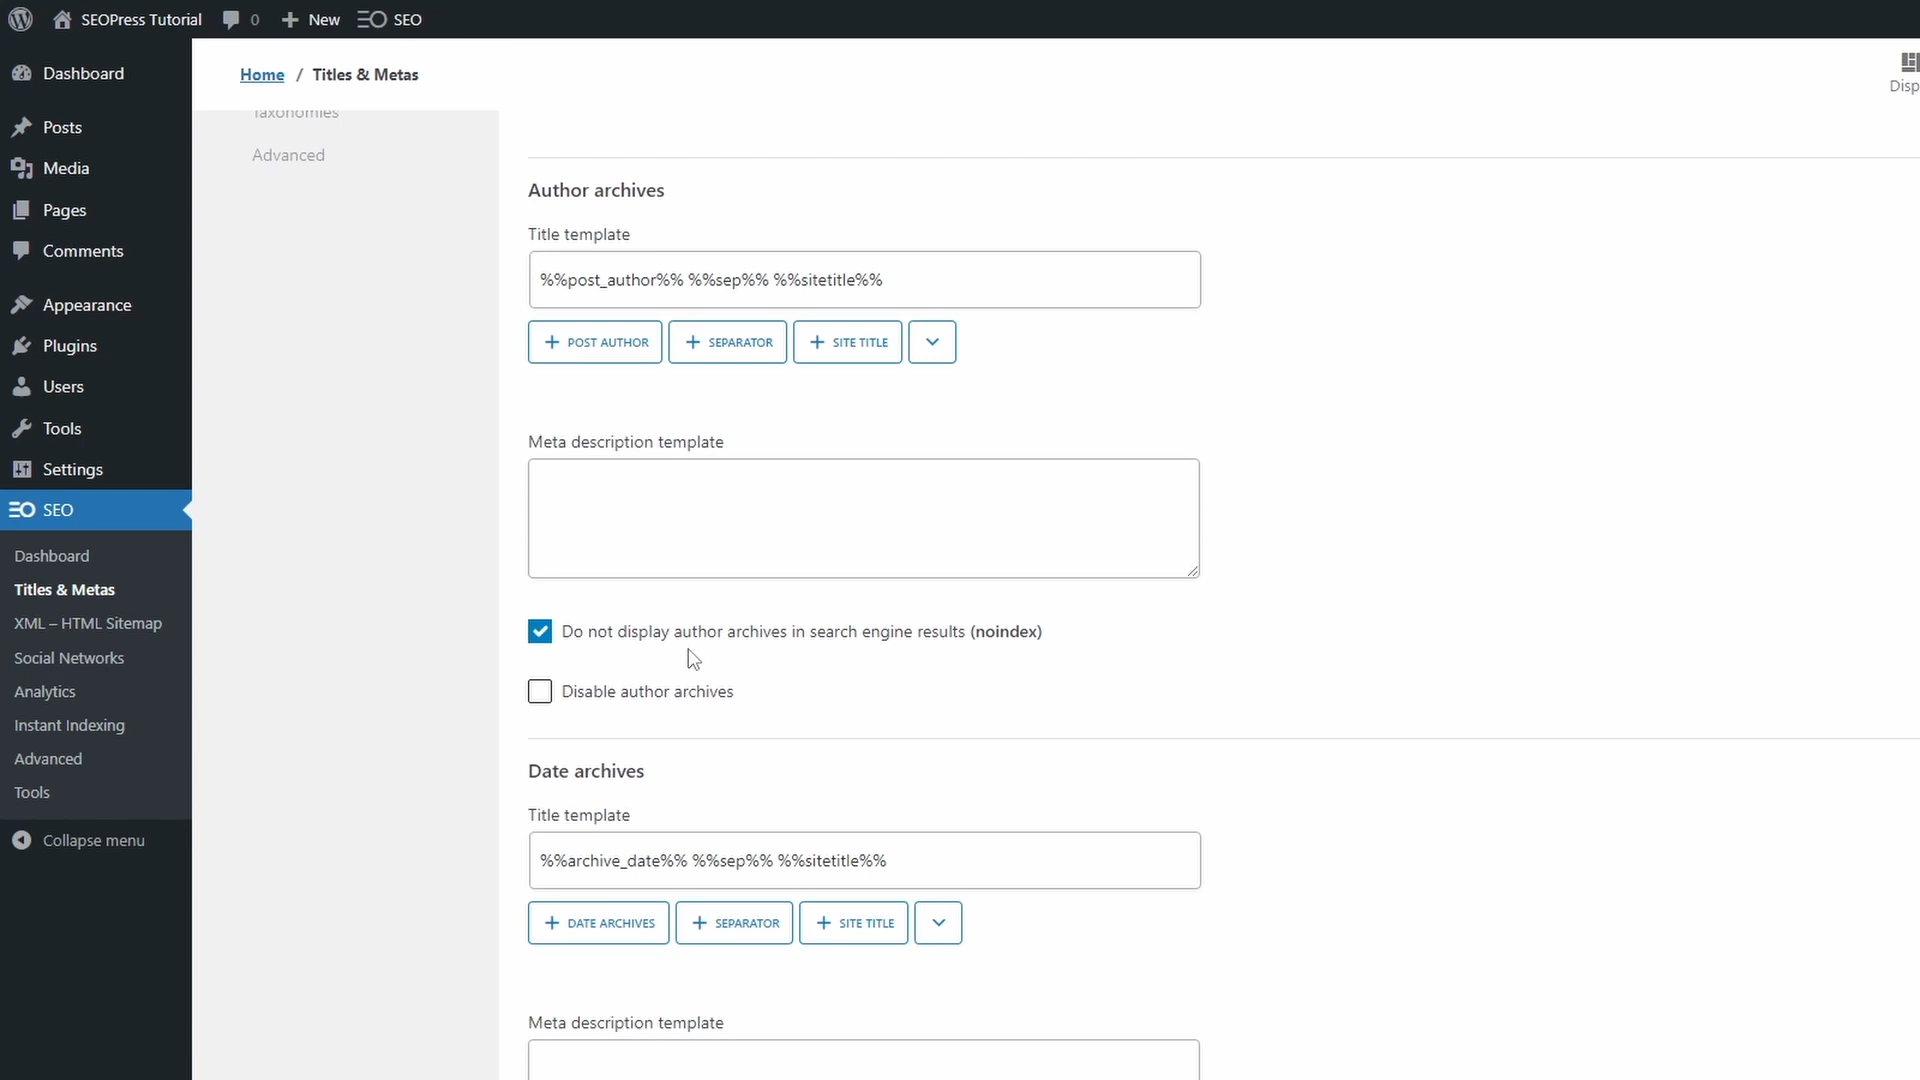 SEOPress Tutorial 0 New SEO
Dashboard
Posts
Media
Pages
Comments
Appearance
Plugins
Users
Tools
Settings
SEO
Dashboard
Titles & Metas
XML – HTML Sitemap
Social Networks
Analytics
Instant Indexing
Advanced
Tools
Collapse menu
Home / Titles & Metas
Disp
Taxonomies
Advanced
Author archives
Title template
%%post_author%% %%sep%% %%sitetitle%%
+ POST AUTHOR + SEPARATOR + SITE TITLE
Meta description template
Do not display author archives in search engine results (noindex)
Disable author archives
Date archives
Title template
%%archive_date%% %%sep%% %%sitetitle%%
+ DATE ARCHIVES + SEPARATOR + SITE TITLE
Meta description template